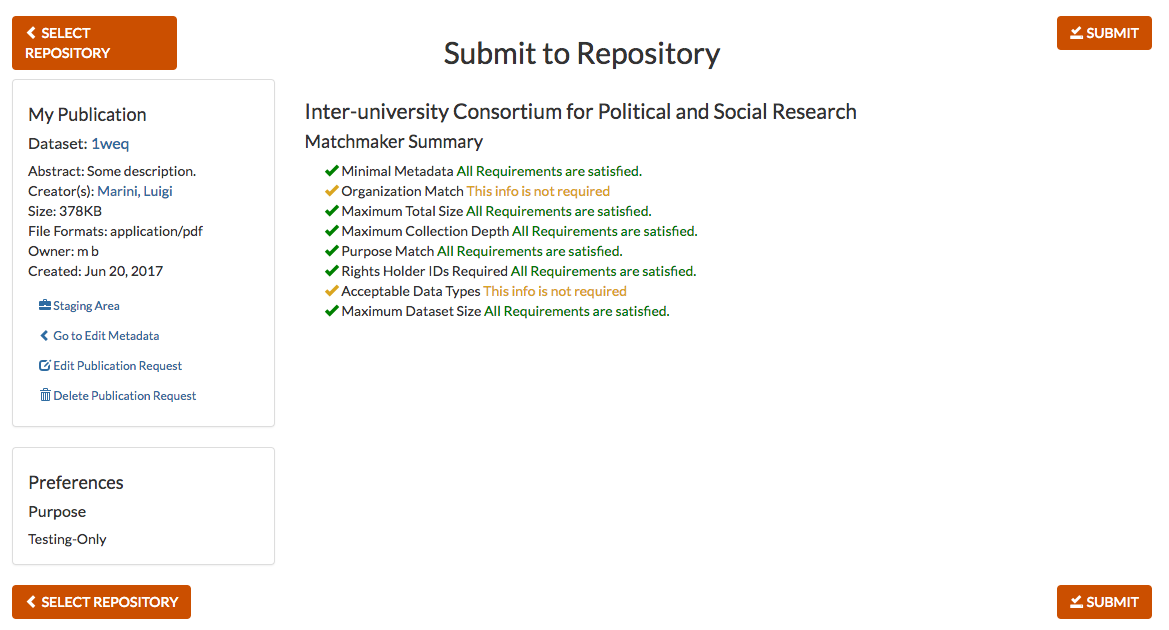 SELECT
REPOSITORY
Submit to Repository
SUBMIT
My Publication
Dataset: 1weq
Abstract: Some description.
Creator(s): Marini, Luigi
Size: 378KB
File Formats: application/pdf
Owner: m b
Created: Jun 20, 2017
Staging Area
Go to Edit Metadata
Edit Publication Request
Delete Publication Request
Preferences
Purpose
Testing-Only
Inter-university Consortium for Political and Social Research
Matchmaker Summary
Minimal Metadata All Requirements are satisfied.
Organization Match This info is not required
Maximum Total Size All Requirements are satisfied.
Maximum Collection Depth All Requirements are satisfied.
Purpose Match All Requirements are satisfied.
Rights Holder IDs Required All Requirements are satisfied.
Acceptable Data Types This info is not required
Maximum Dataset Size All Requirements are satisfied.
SELECT REPOSITORY
SUBMIT